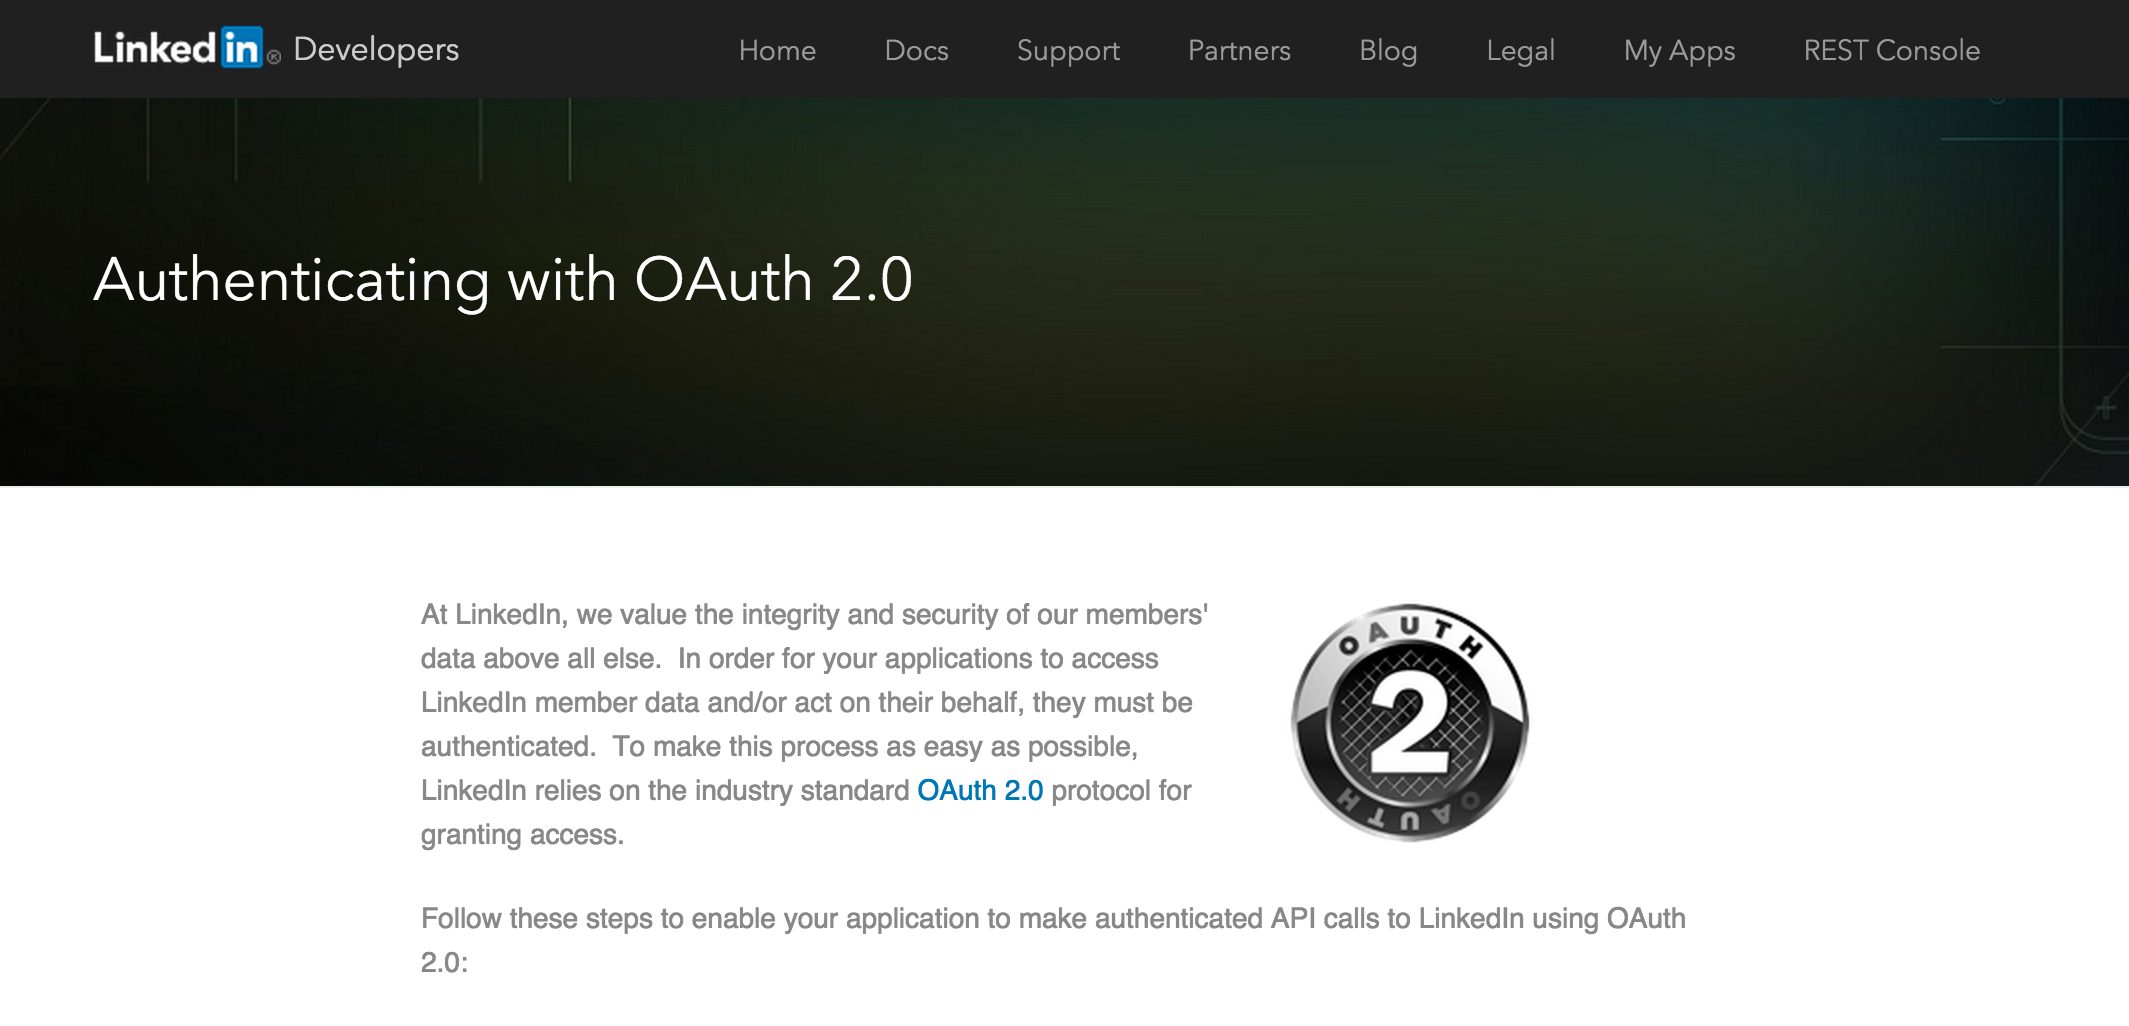 Linked in ® Developers Home Docs Support Partners Blog Legal My Apps REST Console
Authenticating with OAuth 2.0
At LinkedIn, we value the integrity and security of our members'
data above all else.  In order for your applications to access
LinkedIn member data and/or act on their behalf, they must be
authenticated.  To make this process as easy as possible,
LinkedIn relies on the industry standard OAuth 2.0 protocol for
granting access.
OAUTH
2
OAUTH
Follow these steps to enable your application to make authenticated API calls to LinkedIn using OAuth
2.0: